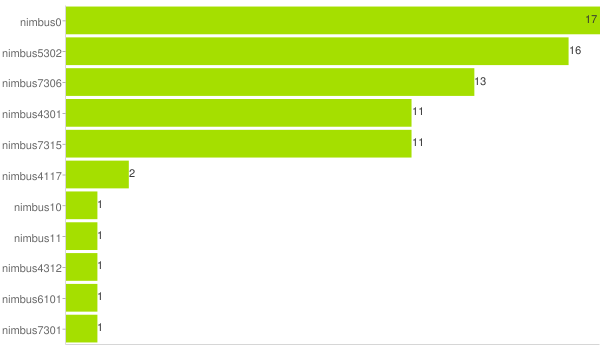 nimbus0 17
nimbus5302 16
nimbus7306 13
nimbus4301 11
nimbus7315 11
nimbus4117 2
nimbus10 1
nimbus11 1
nimbus4312 1
nimbus6101 1
nimbus7301 1